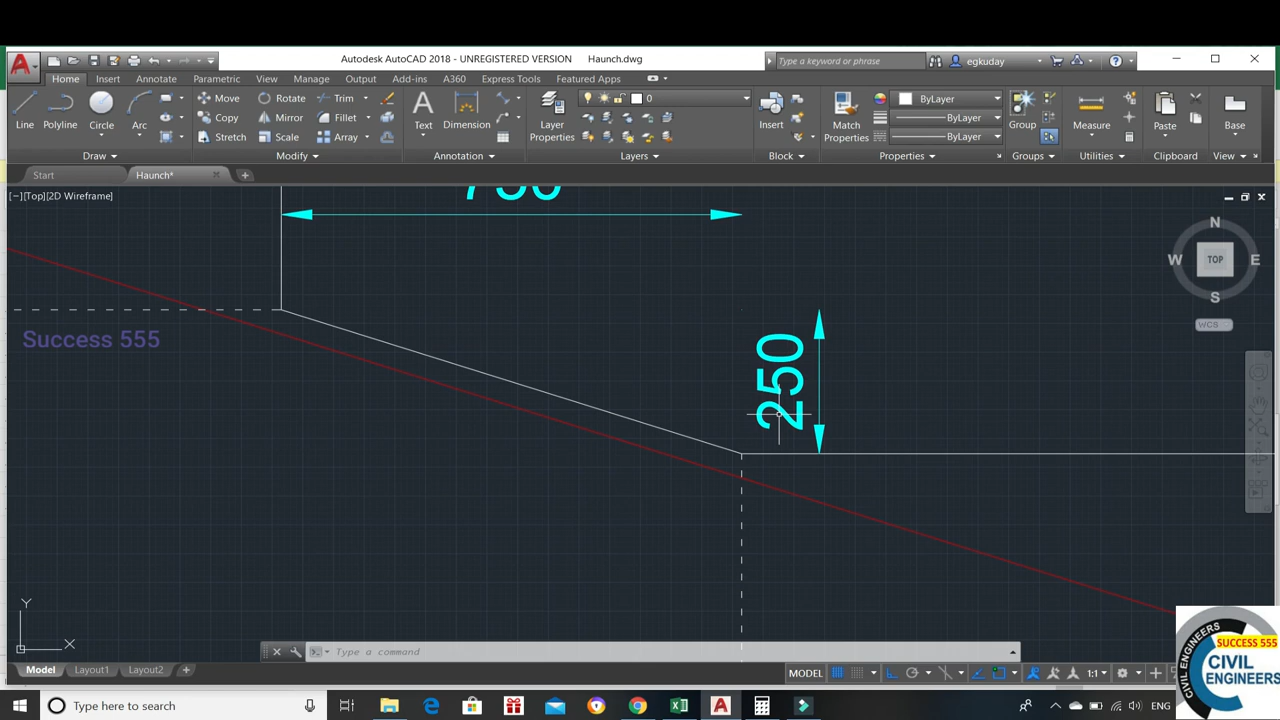 Autodesk AutoCAD 2018 - UNREGISTERED VERSION Haunch.dwg
Type a keyword or phrase
egkuday
Home Insert Annotate Parametric View Manage Output Add-ins A360 Express Tools Featured Apps
Line Polyline Circle Arc
Move Rotate Trim
Copy Mirror Fillet
Stretch Scale Array
Text Dimension
Layer Properties
0
Insert
Match Properties
ByLayer
ByLayer
ByLayer
Group Measure Paste Base
Draw Modify Annotation Layers Block Properties Groups Utilities Clipboard View
Start Haunch*
[−][Top][2D Wireframe]
750
N
W TOP E
S
WCS
Success 555
250
Y
X
Type a command
Model Layout1 Layout2
MODEL 1:1
SUCCESS 555
CIVIL ENGINEERS
CIVIL
ENGINEERS
Type here to search
ENG